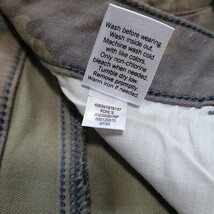 Wash before wearing.
Wash inside out.
Machine wash cold
with like colors.
Only non-chlorine
bleach when needed.
Tumble dry low.
Remove promptly.
Warm iron if needed.
KOHL'S